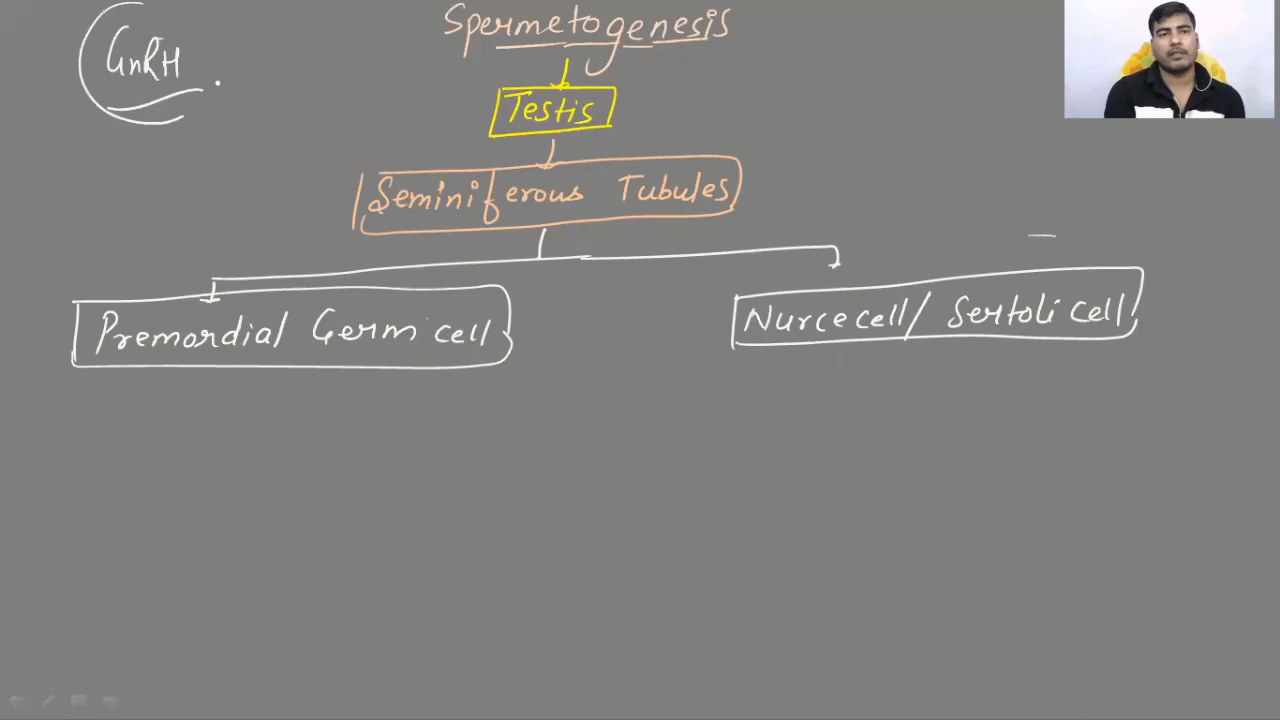 Spermetogenesis
GnRH
Testis
Seminiferous Tubules
Premordial Germ cell
Nurcecell/ Sertoli cell